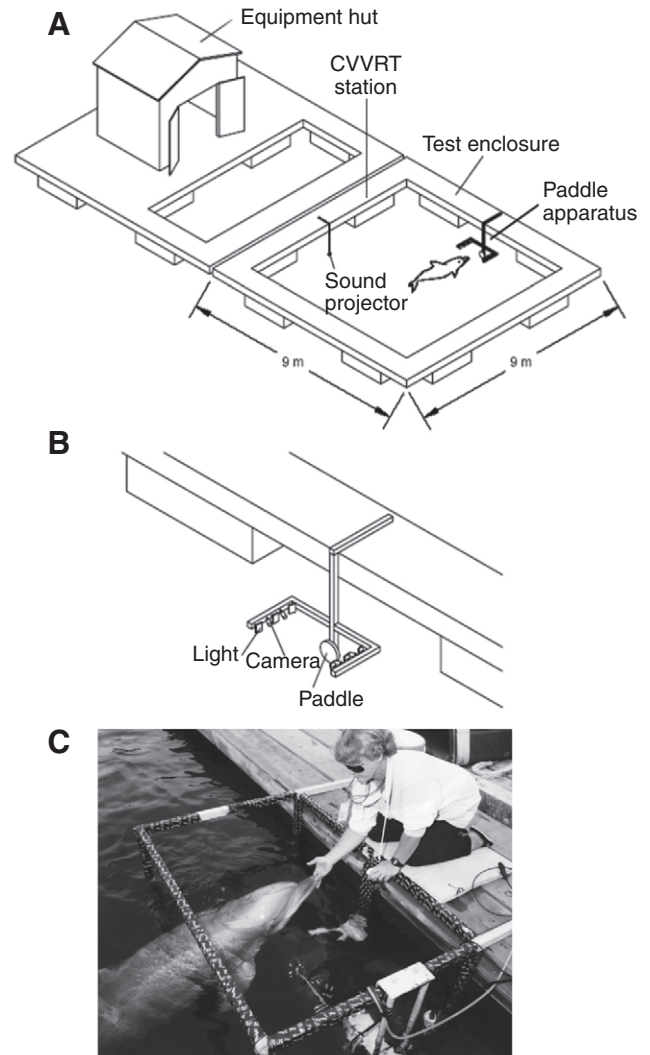 A
Equipment hut
CVVRT
station
Test enclosure
Paddle
apparatus
Sound
projector
9 m
9 m
B
Light
Camera
Paddle
C